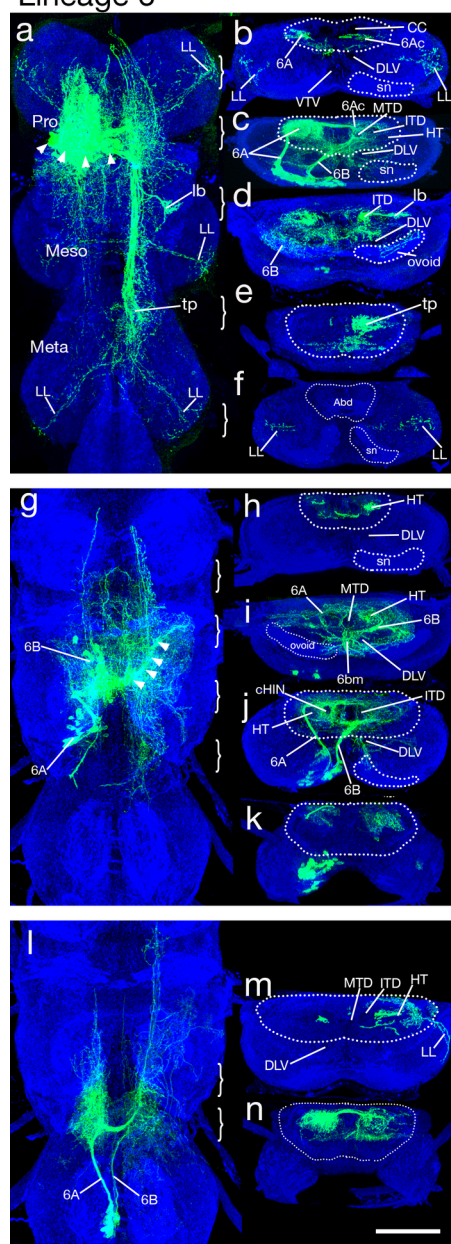 Lineage 6
a
LL
Pro
lb
LL
Meso
tp
Meta
LL
LL
b
CC
6A
6Ac
DLV
LL
VTV
sn
LL
c
6Ac
MTD
ITD
HT
6A
DLV
6B
sn
d
ITD
lb
DLV
6B
ovoid
e
tp
f
Abd
LL
sn
LL
g
6B
6A
h
HT
DLV
sn
i
6A
MTD
HT
6B
ovoid
6bm
DLV
j
cHIN
ITD
HT
6A
DLV
6B
k
l
6A
6B
m
MTD
ITD
HT
DLV
LL
n